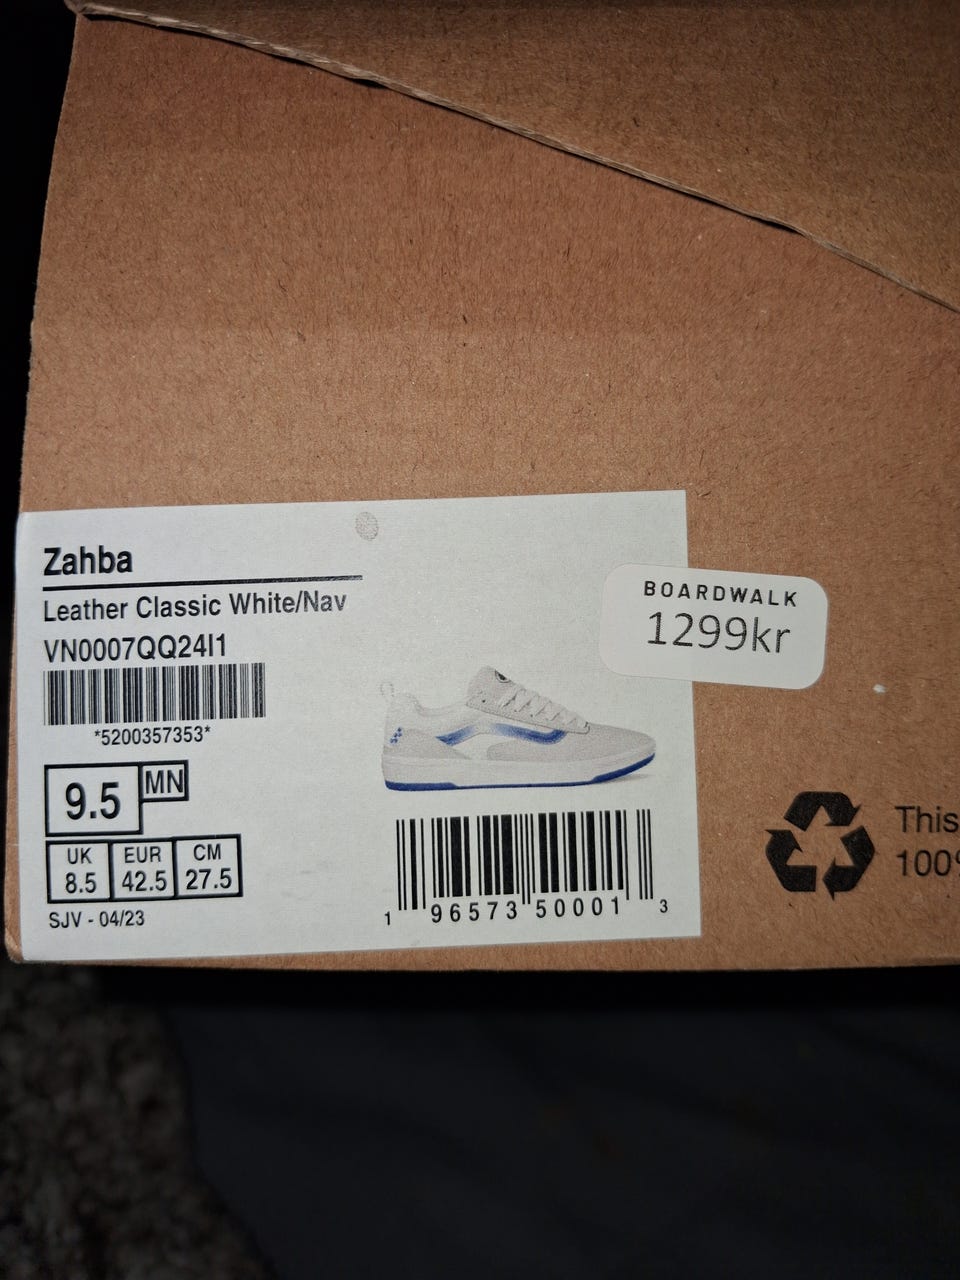 Zahba
Leather Classic White/Nav
VN0007QQ24I1
*5200357353*
9.5
MN
UK
8.5
EUR
42.5
CM
27.5
SJV - 04/23
BOARDWALK
1299kr
1 96573 50001 3
This
100